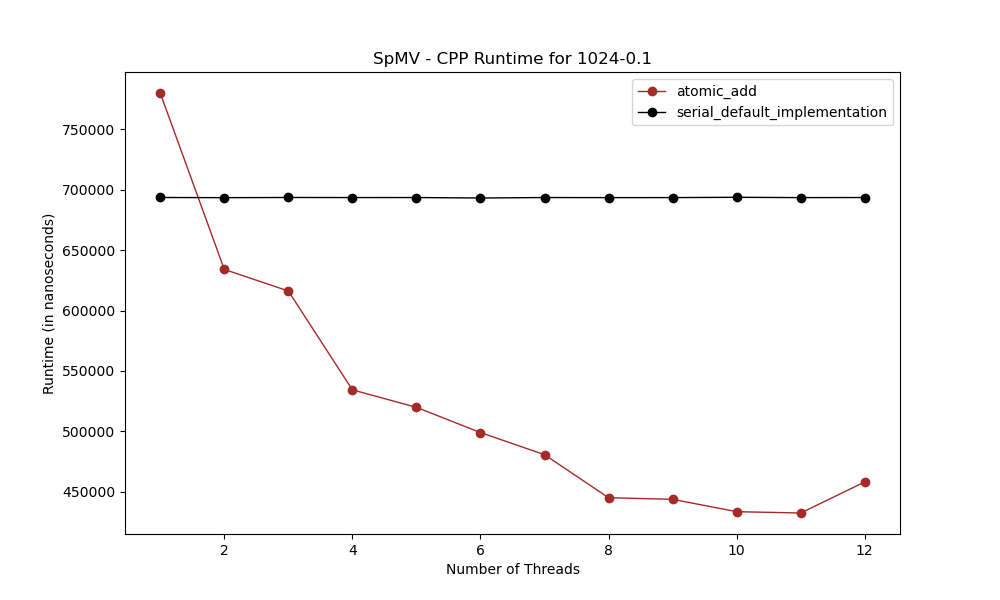 SpMV - CPP Runtime for 1024-0.1
atomic_add
serial_default_implementation
750000
700000
650000
600000
550000
500000
450000
Runtime (in nanoseconds)
2 4 6 8 10 12
Number of Threads